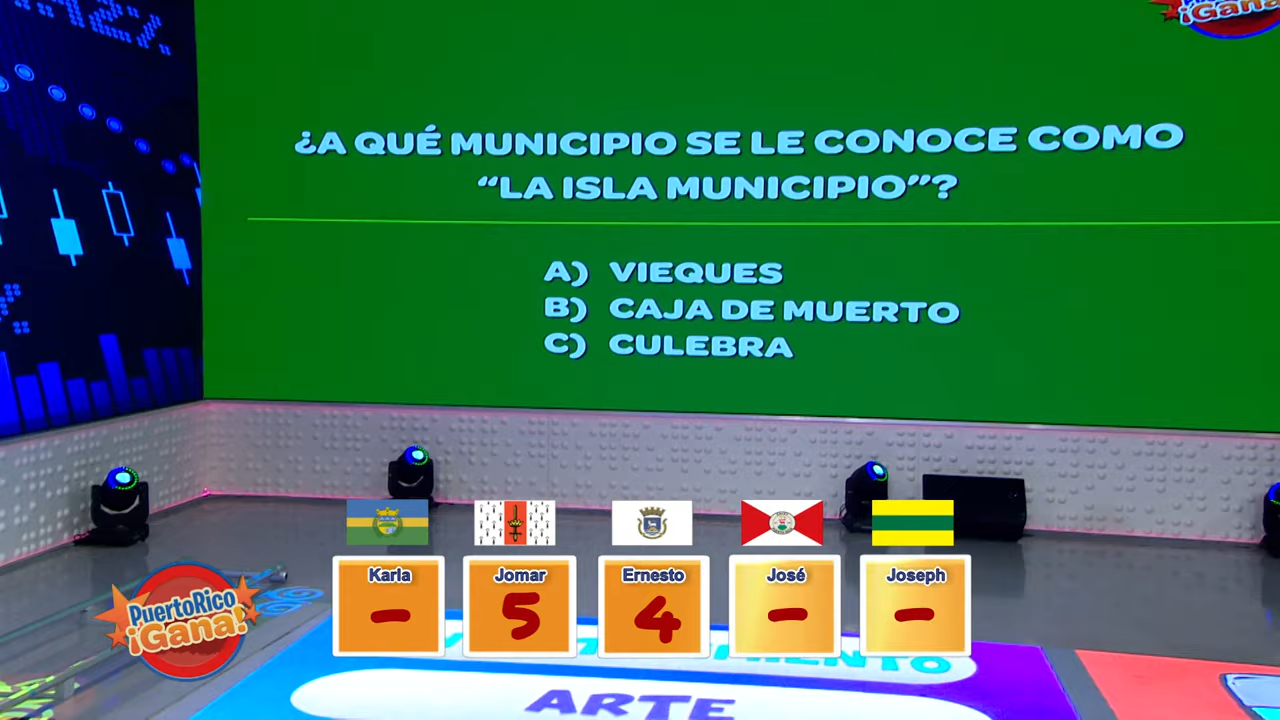 ¡Gana
¿A QUÉ MUNICIPIO SE LE CONOCE COMO
“LA ISLA MUNICIPIO”?
A) VIEQUES
B) CAJA DE MUERTO
C) CULEBRA
Karla
Jomar
Ernesto
José
Joseph
-
5
4
-
-
PuertoRico
¡Gana!
ARTE